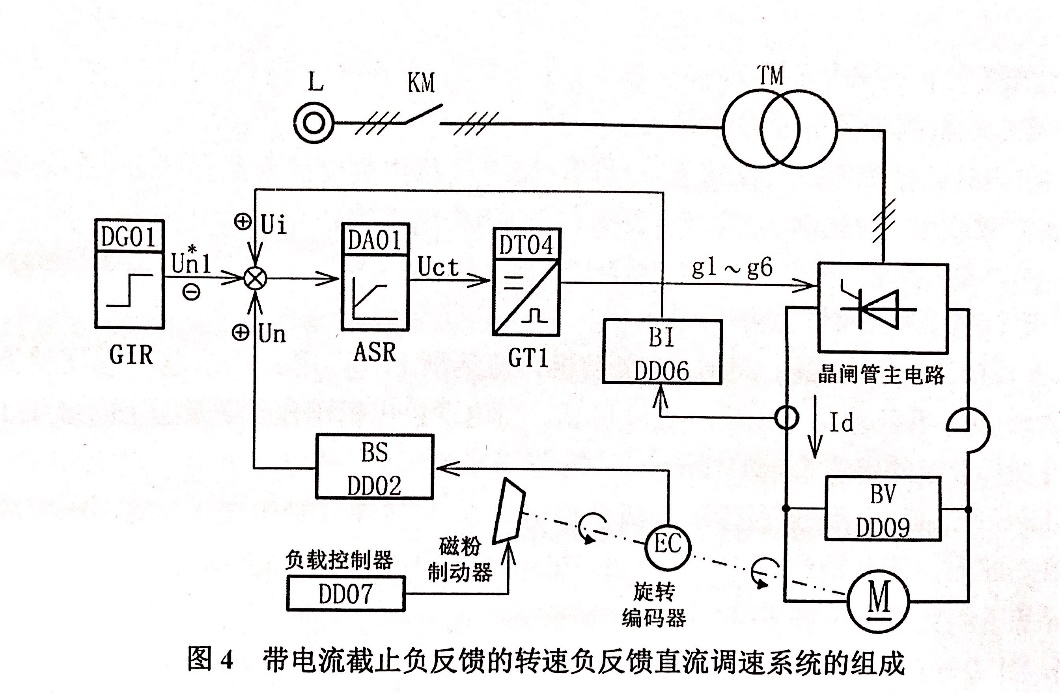 L
KM
TM
DG01
U*n1
⊖
GIR
⊕ Ui
⊕ Un
DA01
ASR
Uct
DT04
GT1
g1～g6
晶闸管主电路
BI
DD06
Id
BS
DD02
BV
DD09
负载控制器
DD07
磁粉
制动器
EC
旋转
编码器
M
图4 带电流截止负反馈的转速负反馈直流调速系统的组成